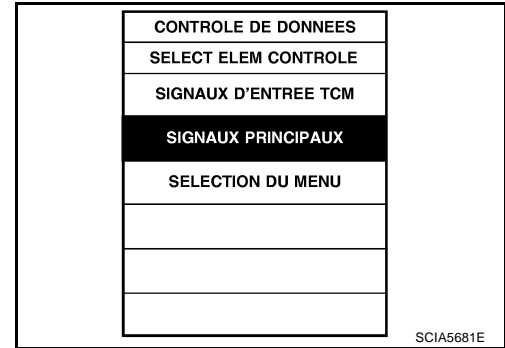 CONTROLE DE DONNEES
SELECT ELEM CONTROLE
SIGNAUX D'ENTREE TCM
SIGNAUX PRINCIPAUX
SELECTION DU MENU
SCIA5681E